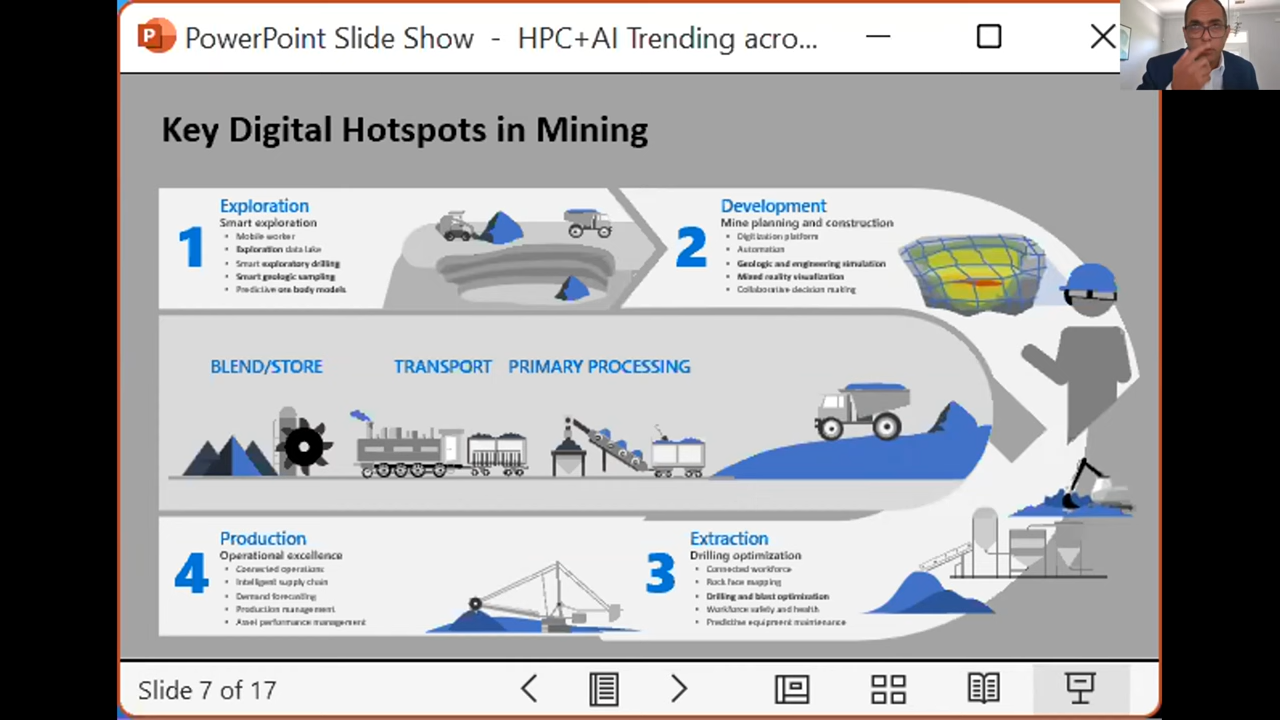 P PowerPoint Slide Show - HPC+AI Trending acro...
Key Digital Hotspots in Mining
1
Exploration
Smart exploration
• Mobile worker
• Exploration data lake
• Smart exploratory drilling
• Smart geologic sampling
• Predictive ore body models
2
Development
Mine planning and construction
• Digitization platform
• Automation
• Geologic and engineering simulation
• Mixed reality visualization
• Collaborative decision making
BLEND/STORE TRANSPORT PRIMARY PROCESSING
4
Production
Operational excellence
• Connected operations
• Intelligent supply chain
• Demand forecasting
• Production management
• Asset performance management
3
Extraction
Drilling optimization
• Connected workforce
• Rock face mapping
• Drilling and blast optimization
• Workforce safety and health
• Predictive equipment maintenance
Slide 7 of 17